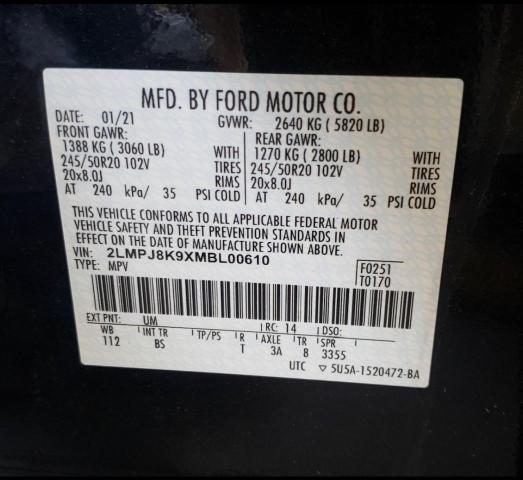 MFD. BY FORD MOTOR CO.
DATE: 01/21 GVWR: 2640 KG ( 5820 LB)
FRONT GAWR: REAR GAWR:
1388 KG ( 3060 LB) WITH 1270 KG ( 2800 LB) WITH
245/50R20 102V TIRES 245/50R20 102V TIRES
20x8.0J RIMS 20x8.0J RIMS
AT 240 kPa/ 35 PSI COLD AT 240 kPa/ 35 PSI COLD
THIS VEHICLE CONFORMS TO ALL APPLICABLE FEDERAL MOTOR
VEHICLE SAFETY AND THEFT PREVENTION STANDARDS IN
EFFECT ON THE DATE OF MANUFACTURE SHOWN ABOVE.
VIN: 2LMPJ8K9XMBL00610 F0251
TYPE: MPV T0170
EXT PNT: UM RC: 14 DSO:
WB INT TR TP/PS R AXLE TR SPR
112 BS T 3A 8 3355
UTC ▽ 5U5A-1520472-BA